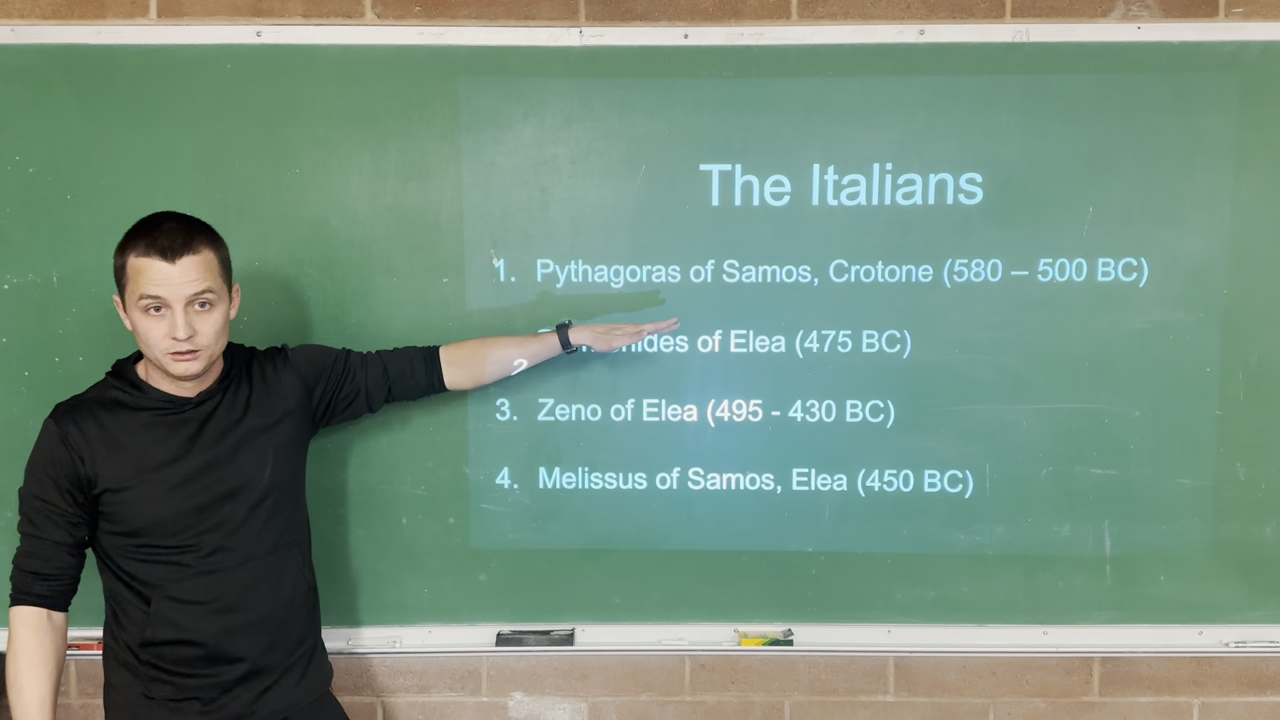 The Italians
1. Pythagoras of Samos, Crotone (580 – 500 BC)
2. of Elea (475 BC)
3. Zeno of Elea (495 - 430 BC)
4. Melissus of Samos, Elea (450 BC)